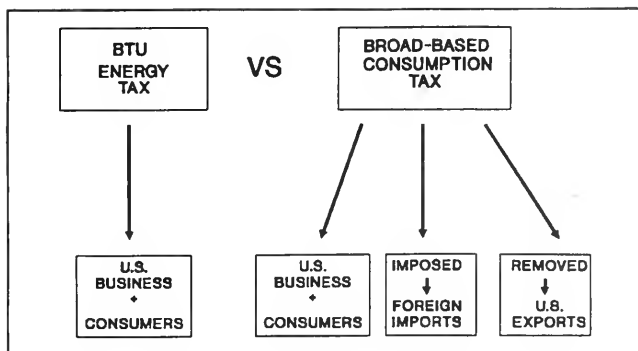 BTU
ENERGY
TAX
VS
BROAD-BASED
CONSUMPTION
TAX
U.S.
BUSINESS
+
CONSUMERS
U.S.
BUSINESS
+
CONSUMERS
IMPOSED
FOREIGN
IMPORTS
REMOVED
U.S.
EXPORTS